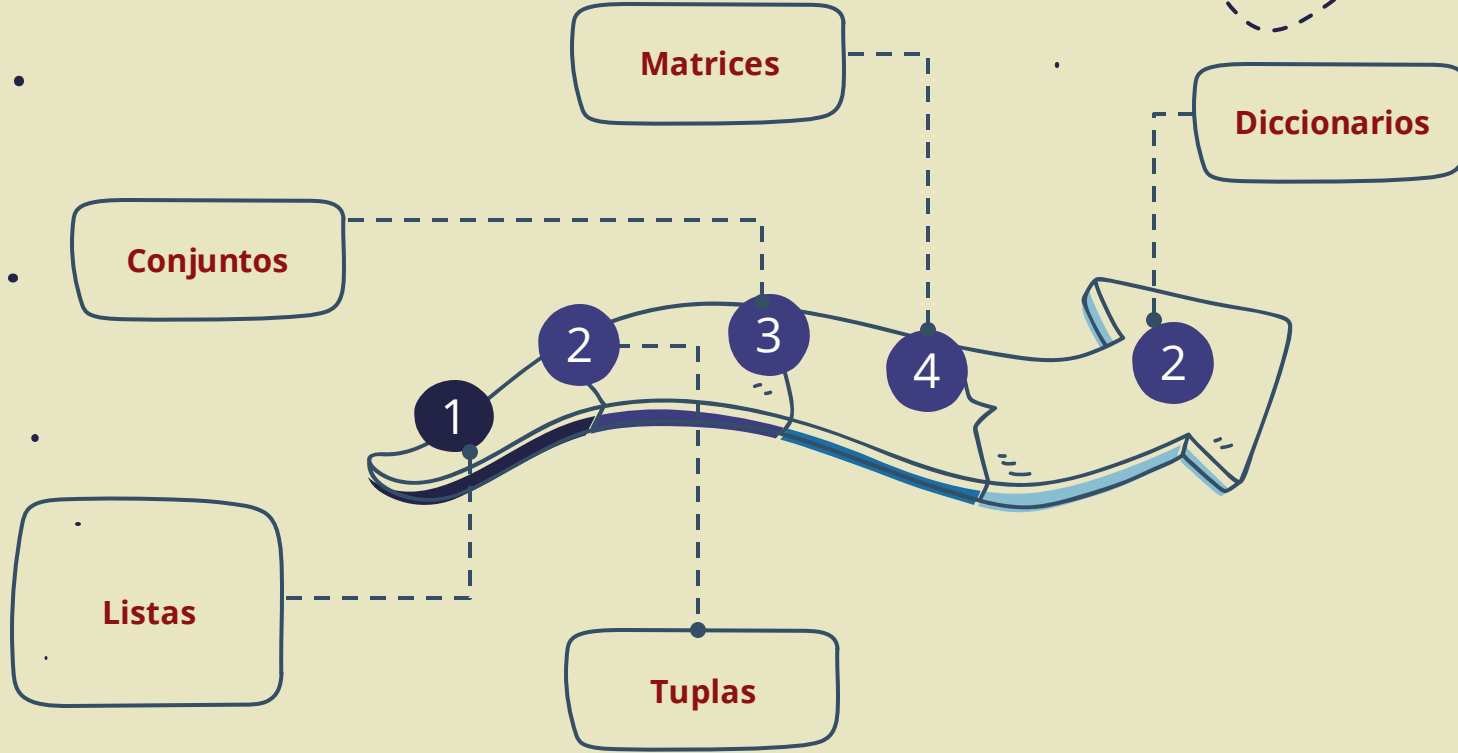 Matrices
Diccionarios
Conjuntos
3
2
2
4
1
Listas
Tuplas